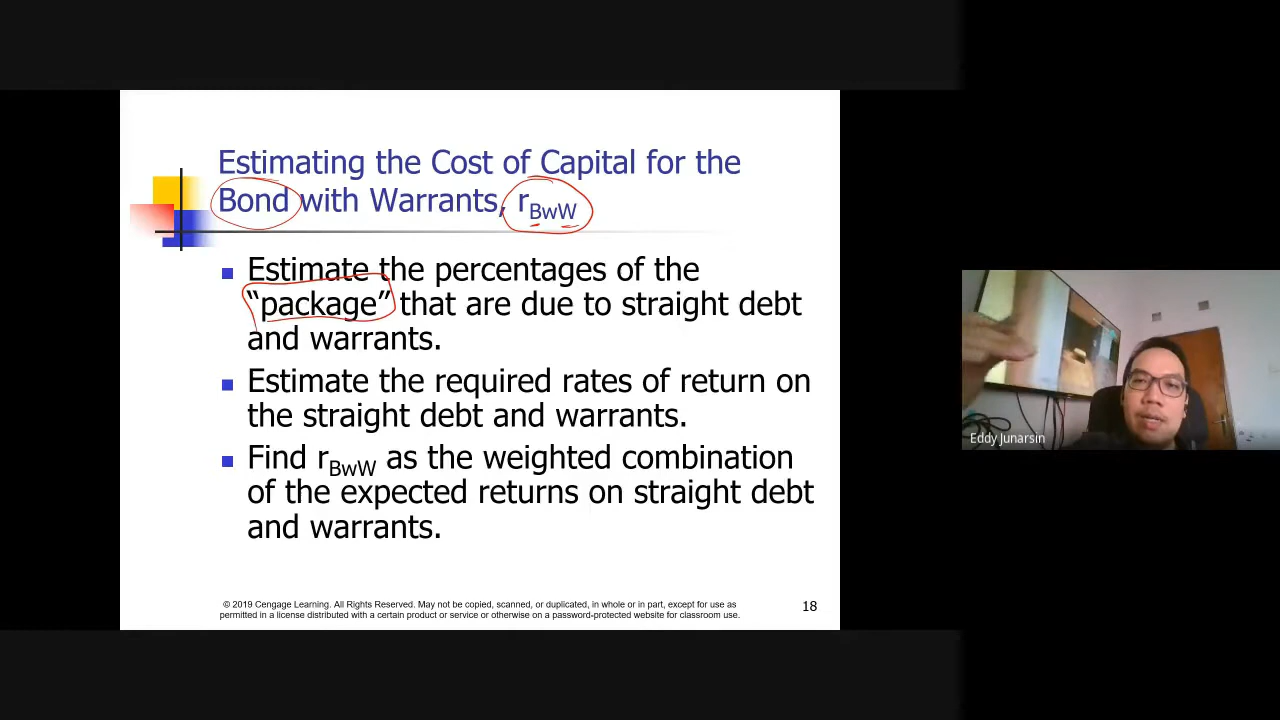 Estimating the Cost of Capital for the
Bond with Warrants, rBwW
Estimate the percentages of the
“package” that are due to straight debt
and warrants.
Estimate the required rates of return on
the straight debt and warrants.
Find rBwW as the weighted combination
of the expected returns on straight debt
and warrants.
© 2019 Cengage Learning. All Rights Reserved. May not be copied, scanned, or duplicated, in whole or in part, except for use as
permitted in a license distributed with a certain product or service or otherwise on a password-protected website for classroom use.
18
Eddy Junarsin